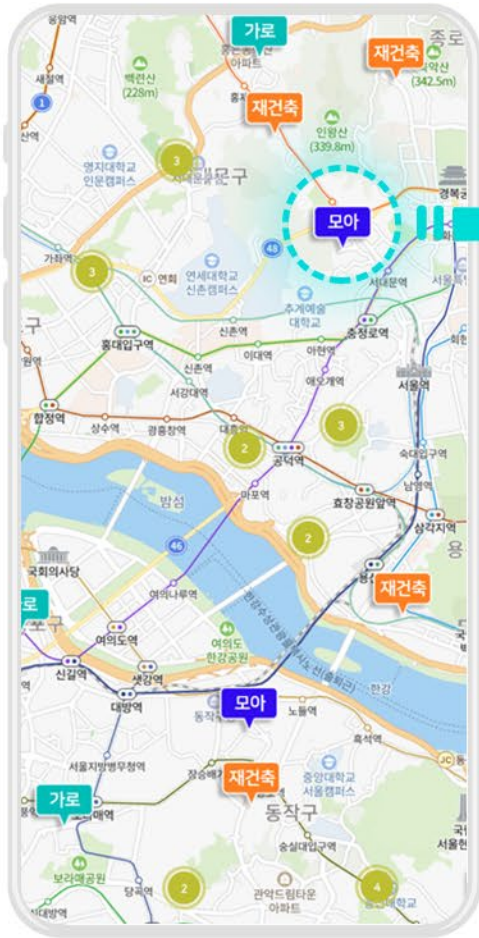 응암역
가로
종로
백련산
(228m)
아파트
재건축
(342.5m)
새절역
1
재건축
인왕산
(339.8m)
명지대학교
인문캠퍼스
3
경복궁
모아
48
가좌역
3
IC 연희
연세대학교
신촌캠퍼스
서대문역
추계예술
대학교
신촌역
충정로역
홍대입구역
이대역
아현역
신촌역
애오개역
서울역
서강대역
합정역
상수역
광흥창역
3
2
공덕역
숙대입구역
마포역
효창공원앞역
남영역
삼각지역
밤섬
2
용
46
국회의사당
재건축
여의나루역
여의도역
여의도
한강공원
신길역
샛강역
한강
대방역
모아
노들역
흑석역
JC
서울지방병무청역
재건축
중앙대학교
서울캠퍼스
가로
동작구
숭실대입구역
보라매공원
당곡역
2
관악드림타운
아파트
4